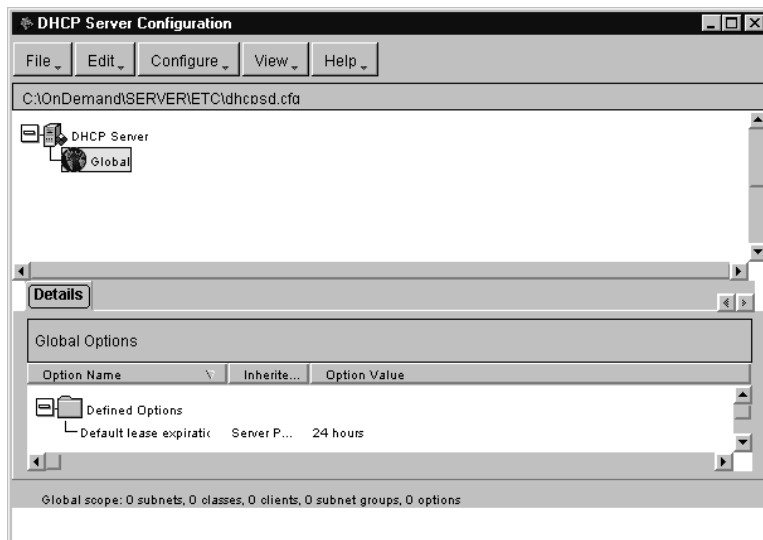 DHCP Server Configuration
File Edit Configure View Help
C:\OnDemand\SERVER\ETC\dhcpsd.cfg
DHCP Server
Global
Details
Global Options
Option Name Inherite... Option Value
Defined Options
Default lease expiratic Server P... 24 hours
Global scope: 0 subnets, 0 classes, 0 clients, 0 subnet groups, 0 options